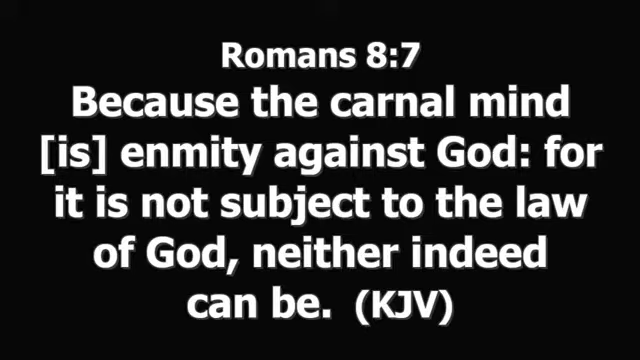 Romans 8:7
Because the carnal mind
[is] enmity against God: for
it is not subject to the law
of God, neither indeed
can be. (KJV)